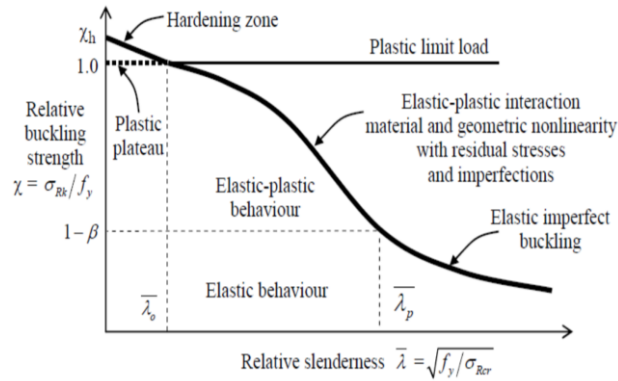 Hardening zone
χh
Plastic limit load
1.0
Relative
buckling
strength
χ = σRk/fy
Plastic
plateau
Elastic-plastic interaction
material and geometric nonlinearity
with residual stresses
and imperfections
Elastic-plastic
behaviour
Elastic imperfect
buckling
1−β
Elastic behaviour
λ̅o
λ̅p
Relative slenderness λ̅ = √fy/σRcr